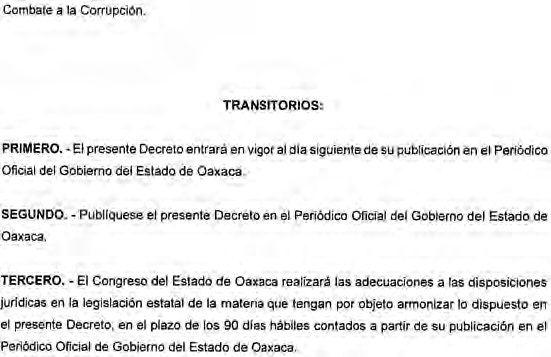 Combate a la Corrupción.
TRANSITORIOS:
PRIMERO. - El presente Decreto entrará en vigor al día siguiente de su publicación en el Periódico
Oficial del Gobierno del Estado de Oaxaca.
SEGUNDO. - Publíquese el presente Decreto en el Periódico Oficial del Gobierno del Estado de
Oaxaca.
TERCERO. - El Congreso del Estado de Oaxaca realizará las adecuaciones a las disposiciones
jurídicas en la legislación estatal de la materia que tengan por objeto armonizar lo dispuesto en
el presente Decreto, en el plazo de los 90 días hábiles contados a partir de su publicación en el
Periódico Oficial de Gobierno del Estado de Oaxaca.